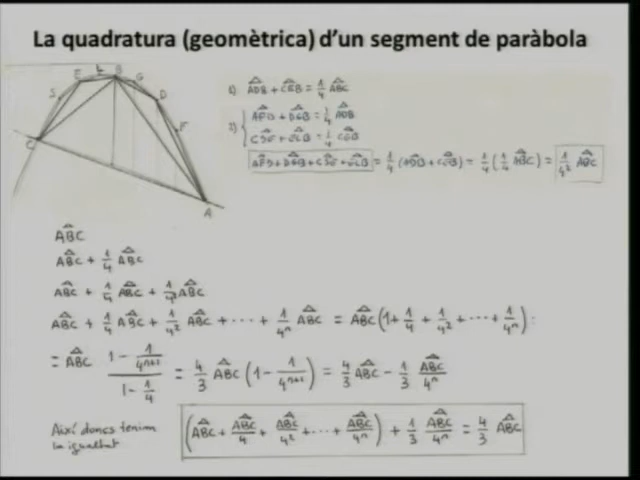 La quadratura (geomètrica) d'un segment de paràbola
E L B G
S D
F
C
A
1) ADB + CEB = 1/4 ABC
2) { AFD + DGB = 1/4 ADB
CSE + ELB = 1/4 CEB
AFD + DGB + CSE + ELB = 1/4 (ADB + CEB) = 1/4 (1/4 ABC) = 1/4² ABC
ABC
ABC + 1/4 ABC
ABC + 1/4 ABC + 1/4² ABC
ABC + 1/4 ABC + 1/4² ABC + ··· + 1/4ⁿ ABC = ABC (1 + 1/4 + 1/4² + ··· + 1/4ⁿ) =
= ABC (1 − 1/4ⁿ⁺¹)/(1 − 1/4) = 4/3 ABC (1 − 1/4ⁿ⁺¹) = 4/3 ABC − 1/3 ABC/4ⁿ
Així doncs tenim
la igualtat
(ABC + ABC/4 + ABC/4² + ··· + ABC/4ⁿ) + 1/3 ABC/4ⁿ = 4/3 ABC